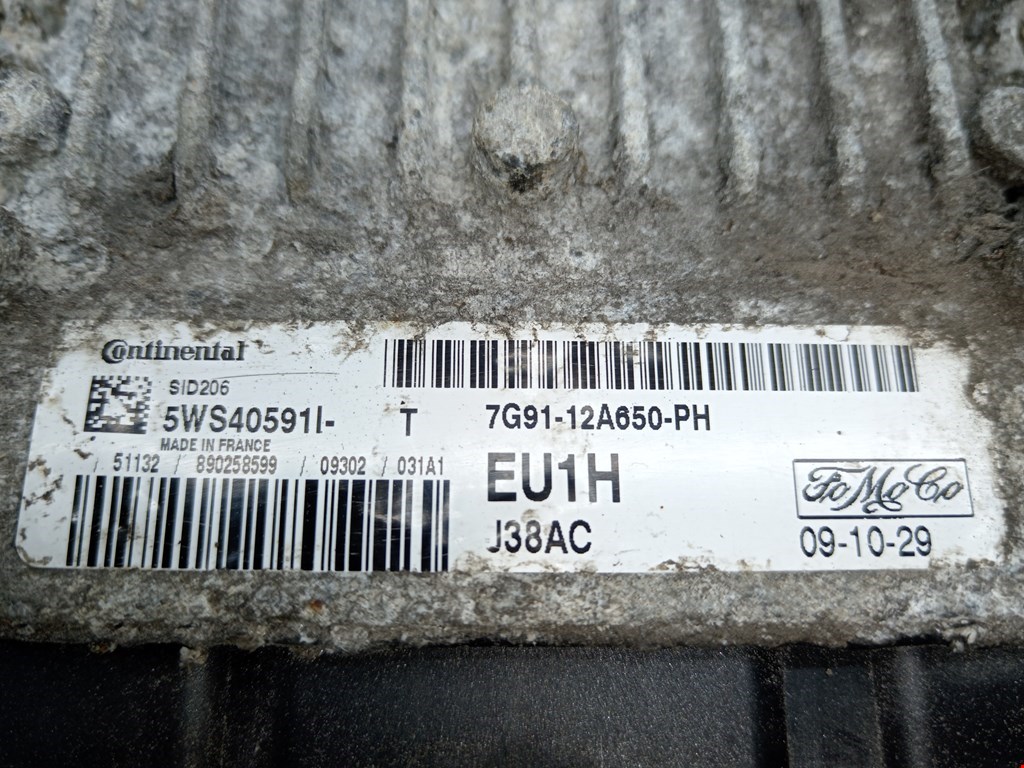 Continental
SID206
5WS40591I- T
MADE IN FRANCE
/ 51132 / 890258599 / 09302 / 031A1
7G91-12A650-PH
EU1H
J38AC
FoMoCo
09-10-29